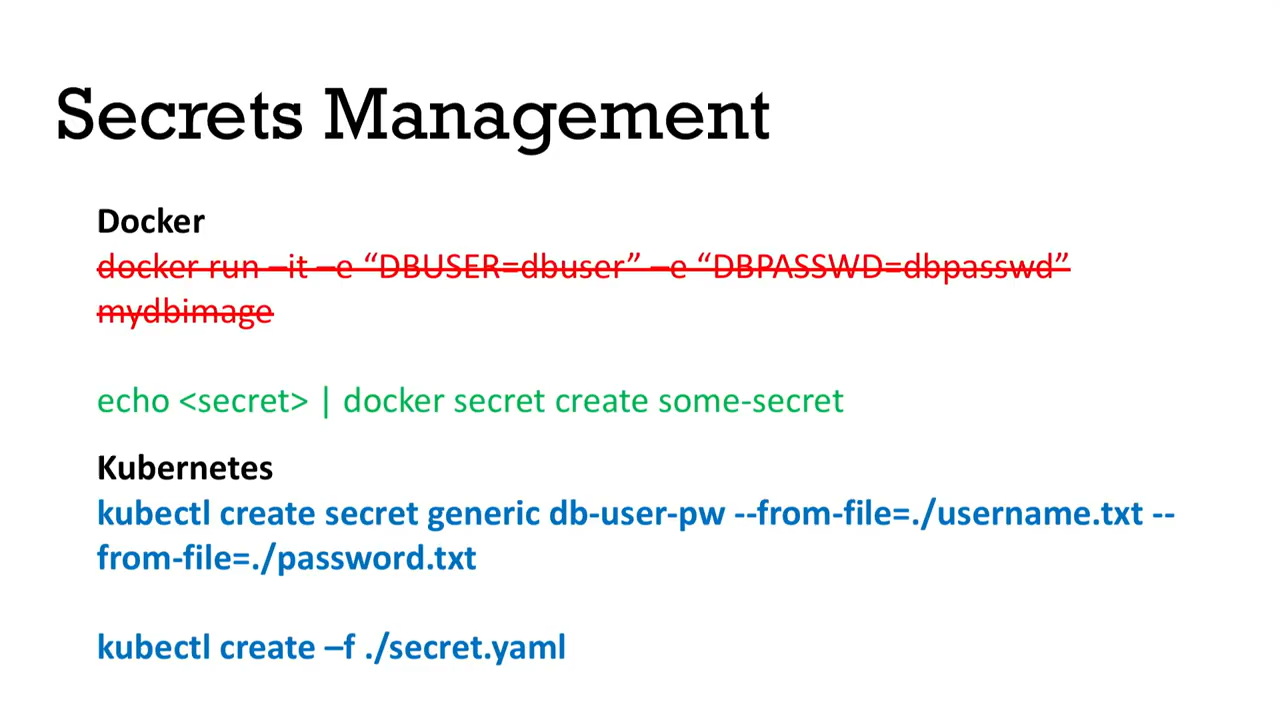 Secrets Management
Docker
docker run –it –e “DBUSER=dbuser” –e “DBPASSWD=dbpasswd”
mydbimage
echo <secret> | docker secret create some-secret
Kubernetes
kubectl create secret generic db-user-pw --from-file=./username.txt --
from-file=./password.txt
kubectl create –f ./secret.yaml